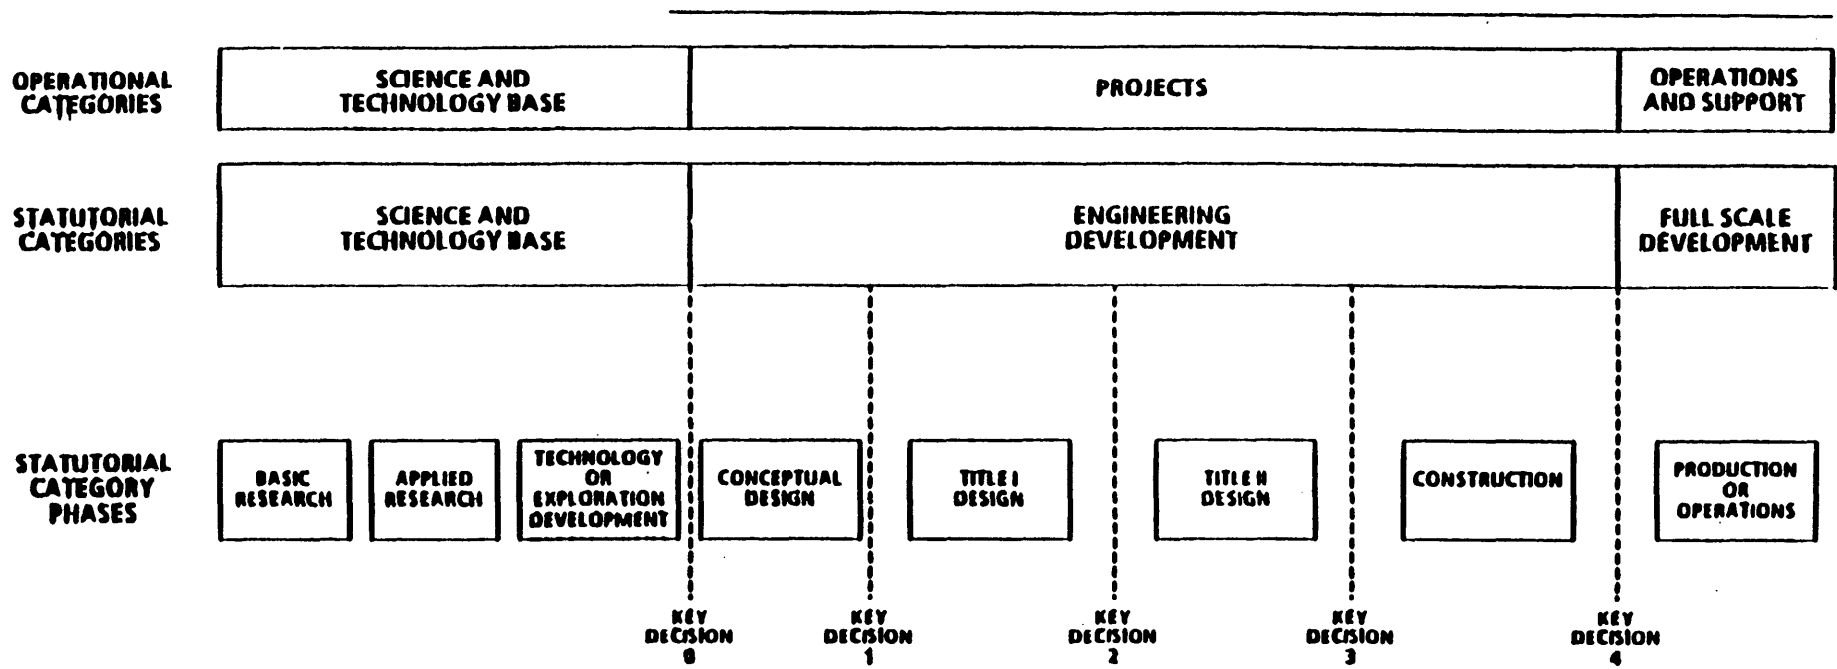 OPERATIONAL
CATEGORIES
SCIENCE AND
TECHNOLOGY BASE
PROJECTS
OPERATIONS
AND SUPPORT
STATUTORIAL
CATEGORIES
SCIENCE AND
TECHNOLOGY BASE
ENGINEERING
DEVELOPMENT
FULL SCALE
DEVELOPMENT
STATUTORIAL
CATEGORY
PHASES
BASIC
RESEARCH
APPLIED
RESEARCH
TECHNOLOGY
OR
EXPLORATION
DEVELOPMENT
CONCEPTUAL
DESIGN
TITLE I
DESIGN
TITLE II
DESIGN
CONSTRUCTION
PRODUCTION
OR
OPERATIONS
KEY
DECISION
0
KEY
DECISION
1
KEY
DECISION
2
KEY
DECISION
3
KEY
DECISION
4